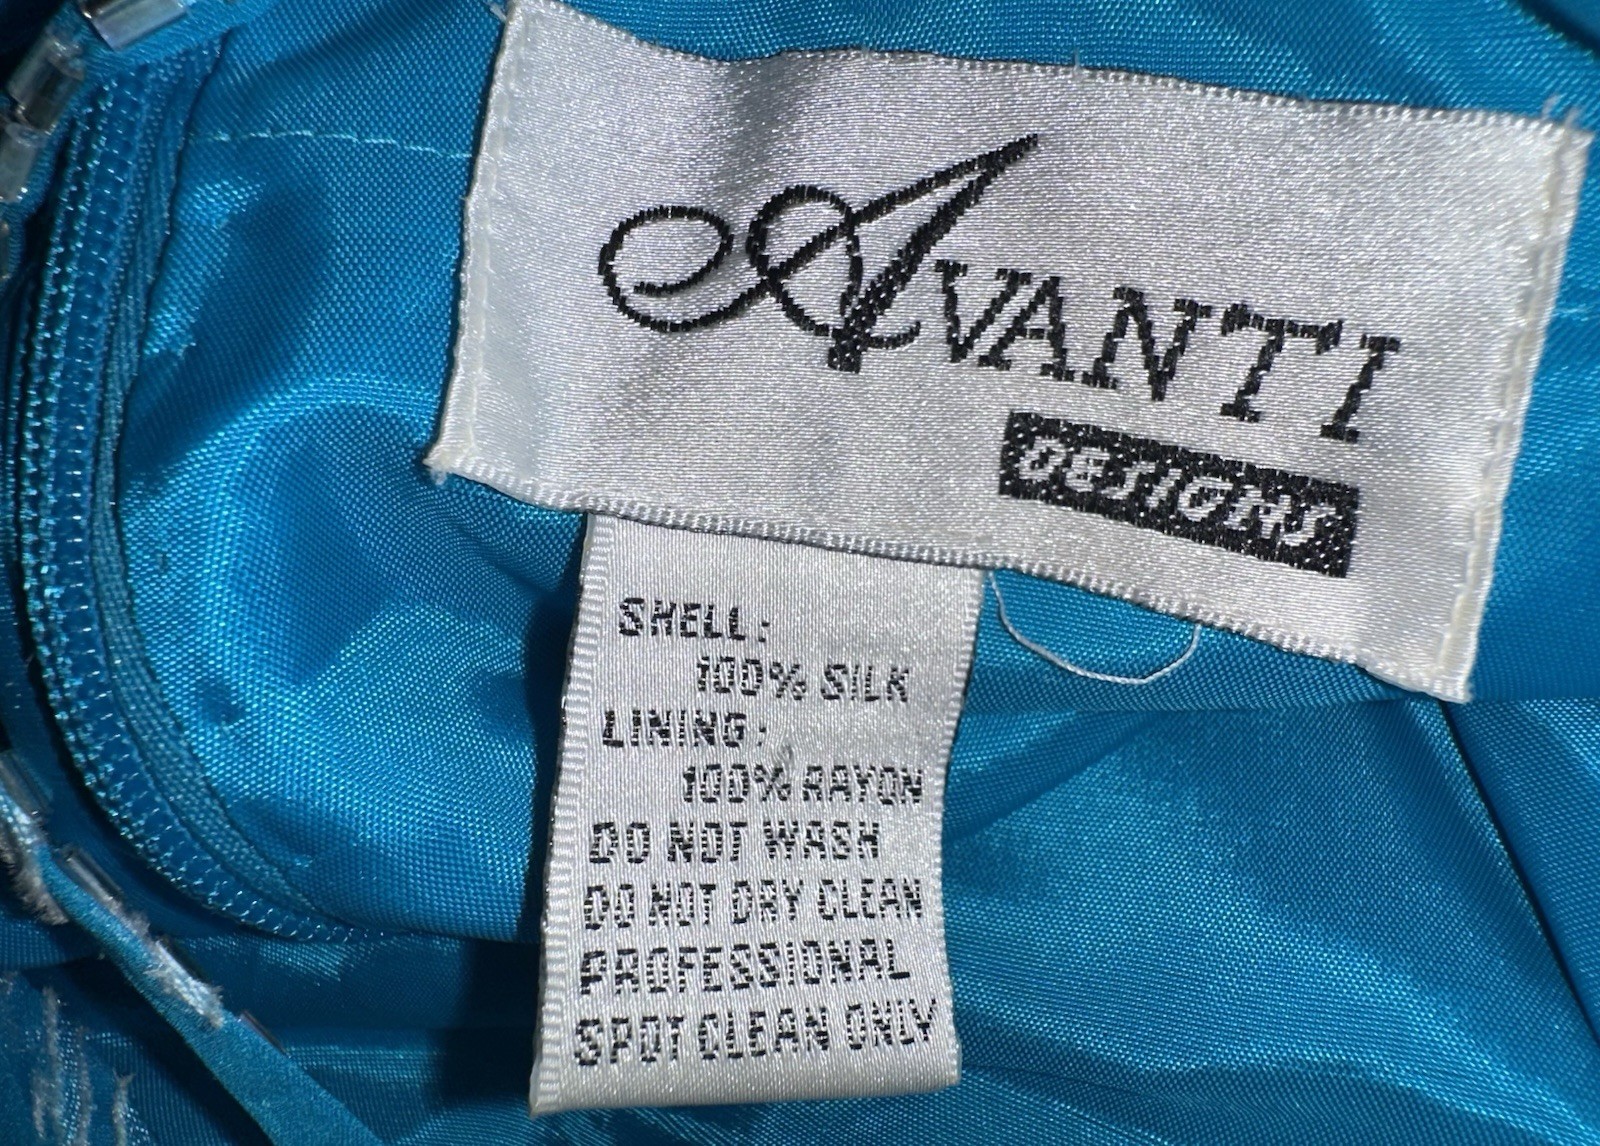 AVANTI
DESIGNS
SHELL:
100% SILK
LINING:
100% RAYON
DO NOT WASH
DO NOT DRY CLEAN
PROFESSIONAL
SPOT CLEAN ONLY